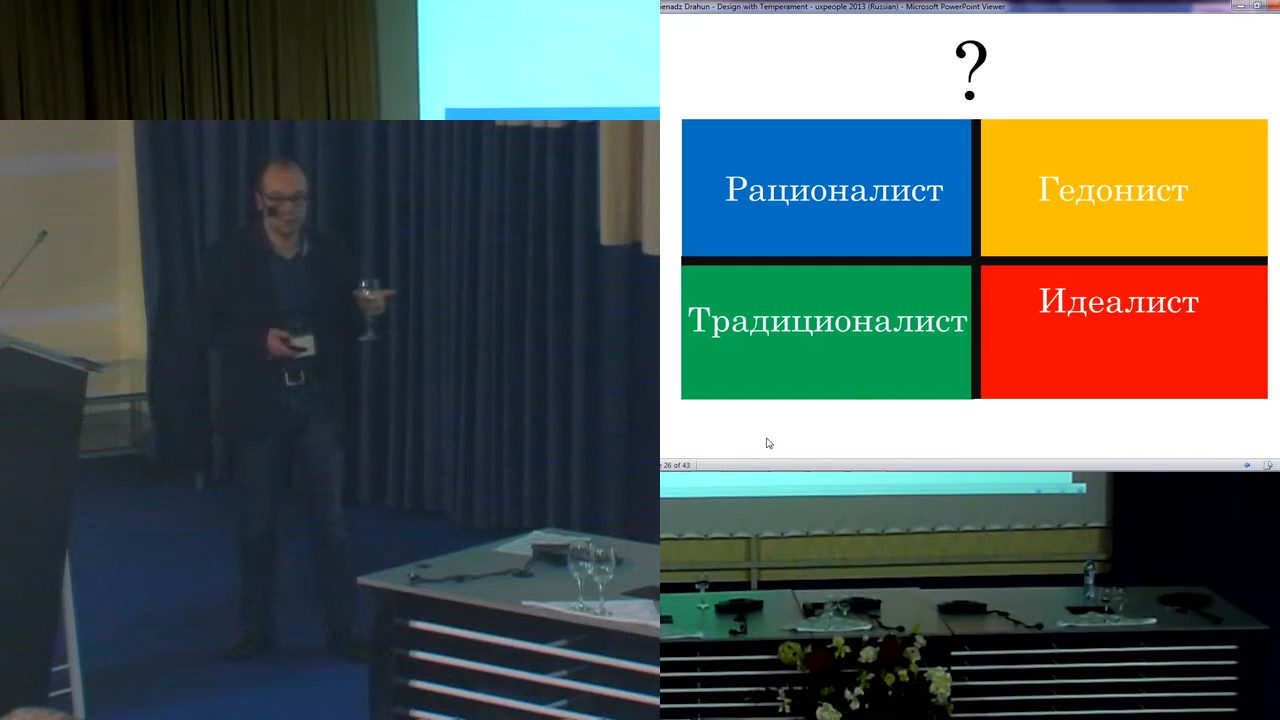 ienadz Drahun - Design with Temperament - uxpeople 2013 (Russian) - Microsoft PowerPoint Viewer
?
Рационалист
Гедонист
Традиционалист
Идеалист
26 of 43